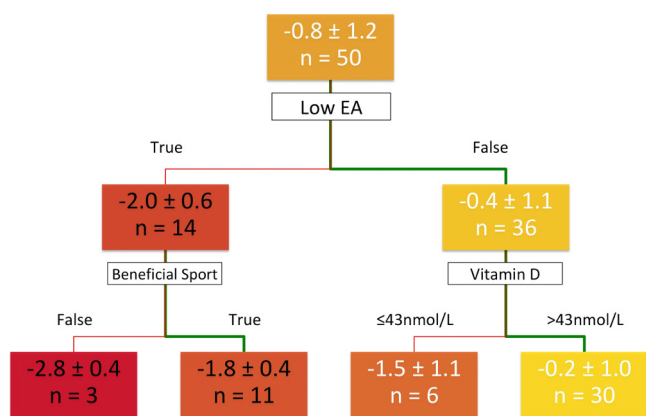 -0.8 ± 1.2
n = 50
Low EA
True
False
-2.0 ± 0.6
n = 14
-0.4 ± 1.1
n = 36
Beneficial Sport
Vitamin D
False
True
≤43nmol/L
>43nmol/L
-2.8 ± 0.4
n = 3
-1.8 ± 0.4
n = 11
-1.5 ± 1.1
n = 6
-0.2 ± 1.0
n = 30